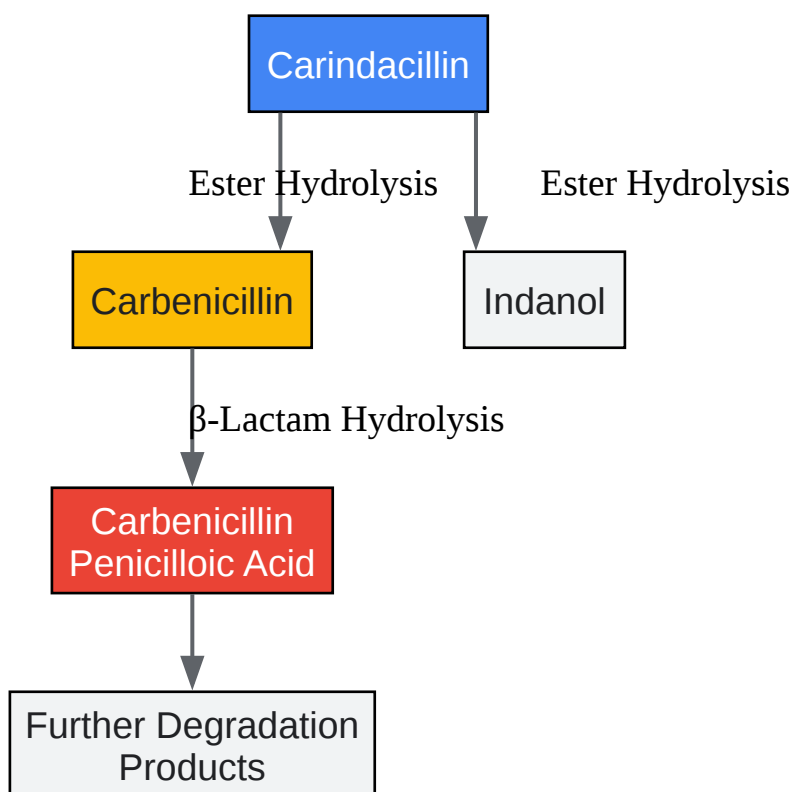 Carindacillin
Ester Hydrolysis
Ester Hydrolysis
Carbenicillin
Indanol
β-Lactam Hydrolysis
Carbenicillin
Penicilloic Acid
Further Degradation
Products